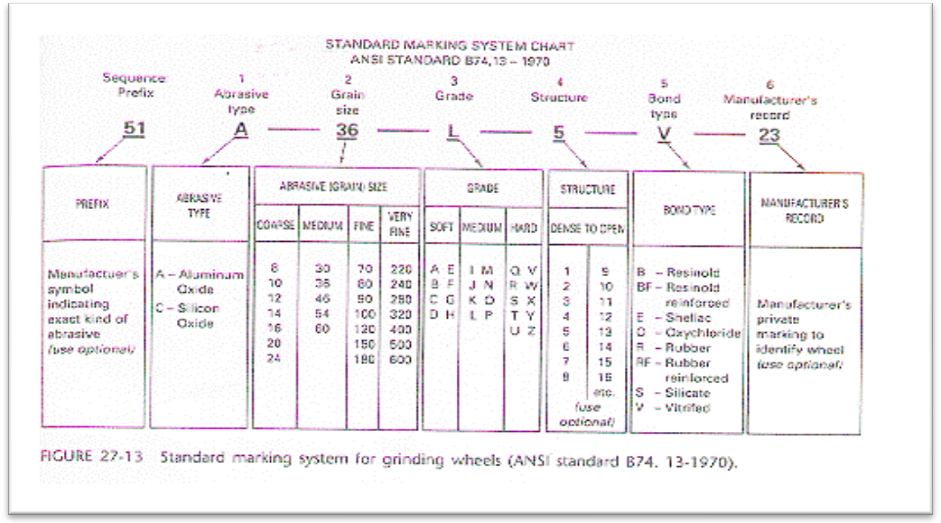 STANDARD MARKING SYSTEM CHART
ANSI STANDARD B74.13 – 1970
Sequence Prefix
1 Abrasive type
2 Grain size
3 Grade
4 Structure
5 Bond type
6 Manufacturer's record
51 A 36 L 5 V 23
PREFIX
Manufactuer's
symbol
indicating
exact kind of
abrasive
(use optional)
ABRASIVE
TYPE
A – Aluminum
Oxide
C – Silicon
Oxide
ABRASIVE (GRAIN) SIZE
COARSE MEDIUM FINE VERY FINE
8 30 70 220
10 36 80 240
12 46 90 280
14 54 100 320
16 60 120 400
20 150 500
24 180 600
GRADE
SOFT MEDIUM HARD
A E I M Q V
B F J N R W
C G K O S X
D H L P T Y
U Z
STRUCTURE
DENSE TO OPEN
1 9
2 10
3 11
4 12
5 13
6 14
7 15
8 16
etc.
(use
optional)
BOND TYPE
B – Resinold
BF – Resinold
reinforced
E – Shellac
O – Oxychloride
R – Rubber
RF – Rubber
reinforced
S – Silicate
V – Vitrifed
MANUFACTURER'S
RECORD
Manufacturer's
private
marking to
identify wheel
(use optional)
FIGURE 27-13 Standard marking system for grinding wheels (ANSI standard B74. 13-1970).